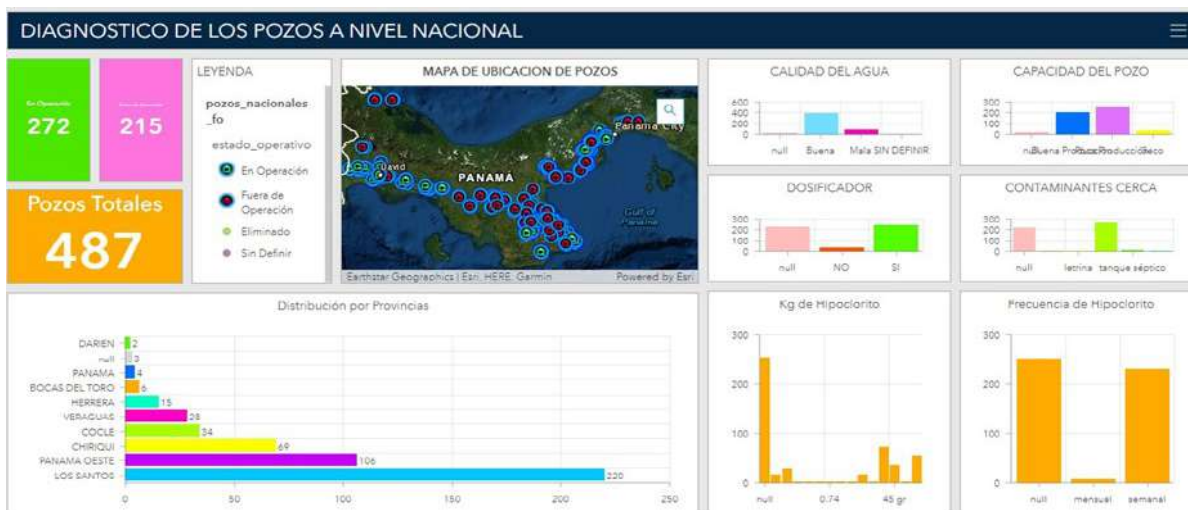 DIAGNOSTICO DE LOS POZOS A NIVEL NACIONAL
En Operación
272
215
Pozos Totales
487
LEYENDA
pozos_nacionales
_fo
estado_operativo
En Operación
Fuera de
Operación
Eliminado
Sin Definir
MAPA DE UBICACION DE POZOS
Panama City
David
PANAMÁ
Gulf of
Panama
Earthstar Geographics | Esri, HERE, Garmin
Powered by Esri
CALIDAD DEL AGUA
600
400
200
0
null Buena Mala SIN DEFINIR
CAPACIDAD DEL POZO
300
200
100
0
DOSIFICADOR
300
200
100
0
null NO SI
CONTAMINANTES CERCA
300
200
100
0
null letrina tanque séptico
Distribución por Provincias
DARIEN 2
null 3
PANAMA 4
BOCAS DEL TORO 6
HERRERA 15
VERAGUAS 28
COCLE 34
CHIRIQUI 69
PANAMA OESTE 106
LOS SANTOS 220
0 50 100 150 200 250
Kg de Hipoclorito
300
200
100
0
null 0.74 45 gr
Frecuencia de Hipoclorito
300
200
100
0
null mensuel semanal